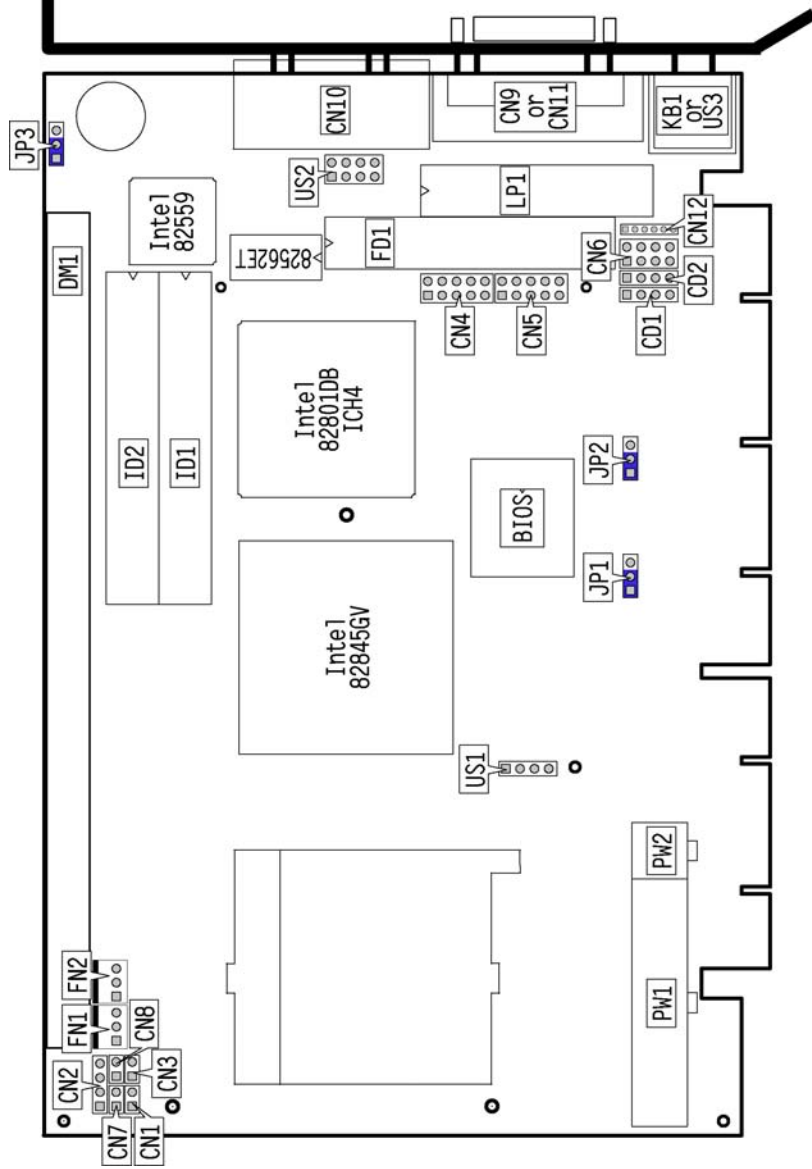 JP3
DM1
Intel
82559
82562ET
US2
CN10
FD1
LP1
CN9
or
CN11
KB1
or
US3
CN12
CN6
CD2
CD1
CN4
CN5
ID2
ID1
Intel
82801DB
ICH4
BIOS
JP2
JP1
Intel
82845GV
US1
PW2
PW1
FN2
FN1
CN8
CN2
CN3
CN7
CN1